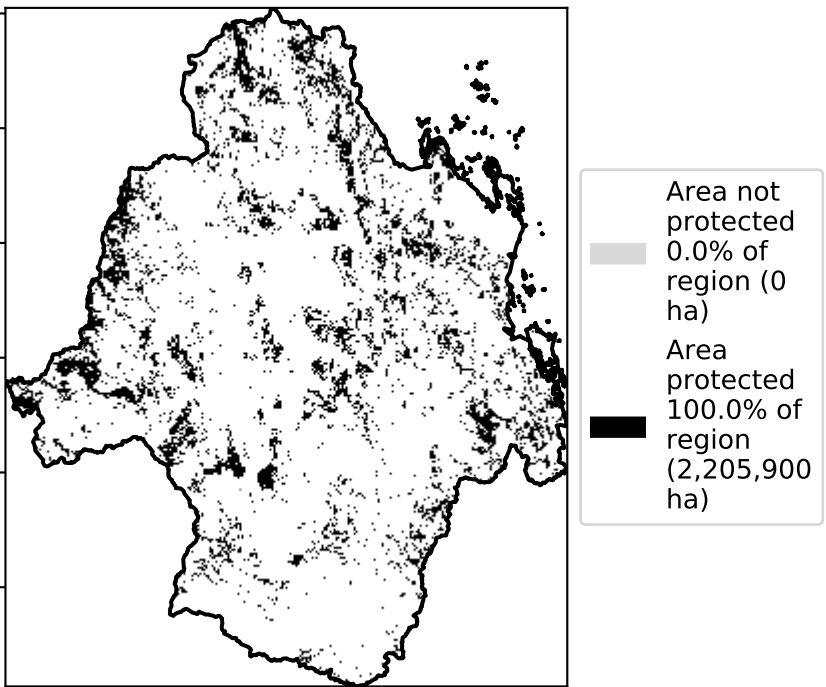 Area not
protected
0.0% of
region (0
ha)
Area
protected
100.0% of
region
(2,205,900
ha)